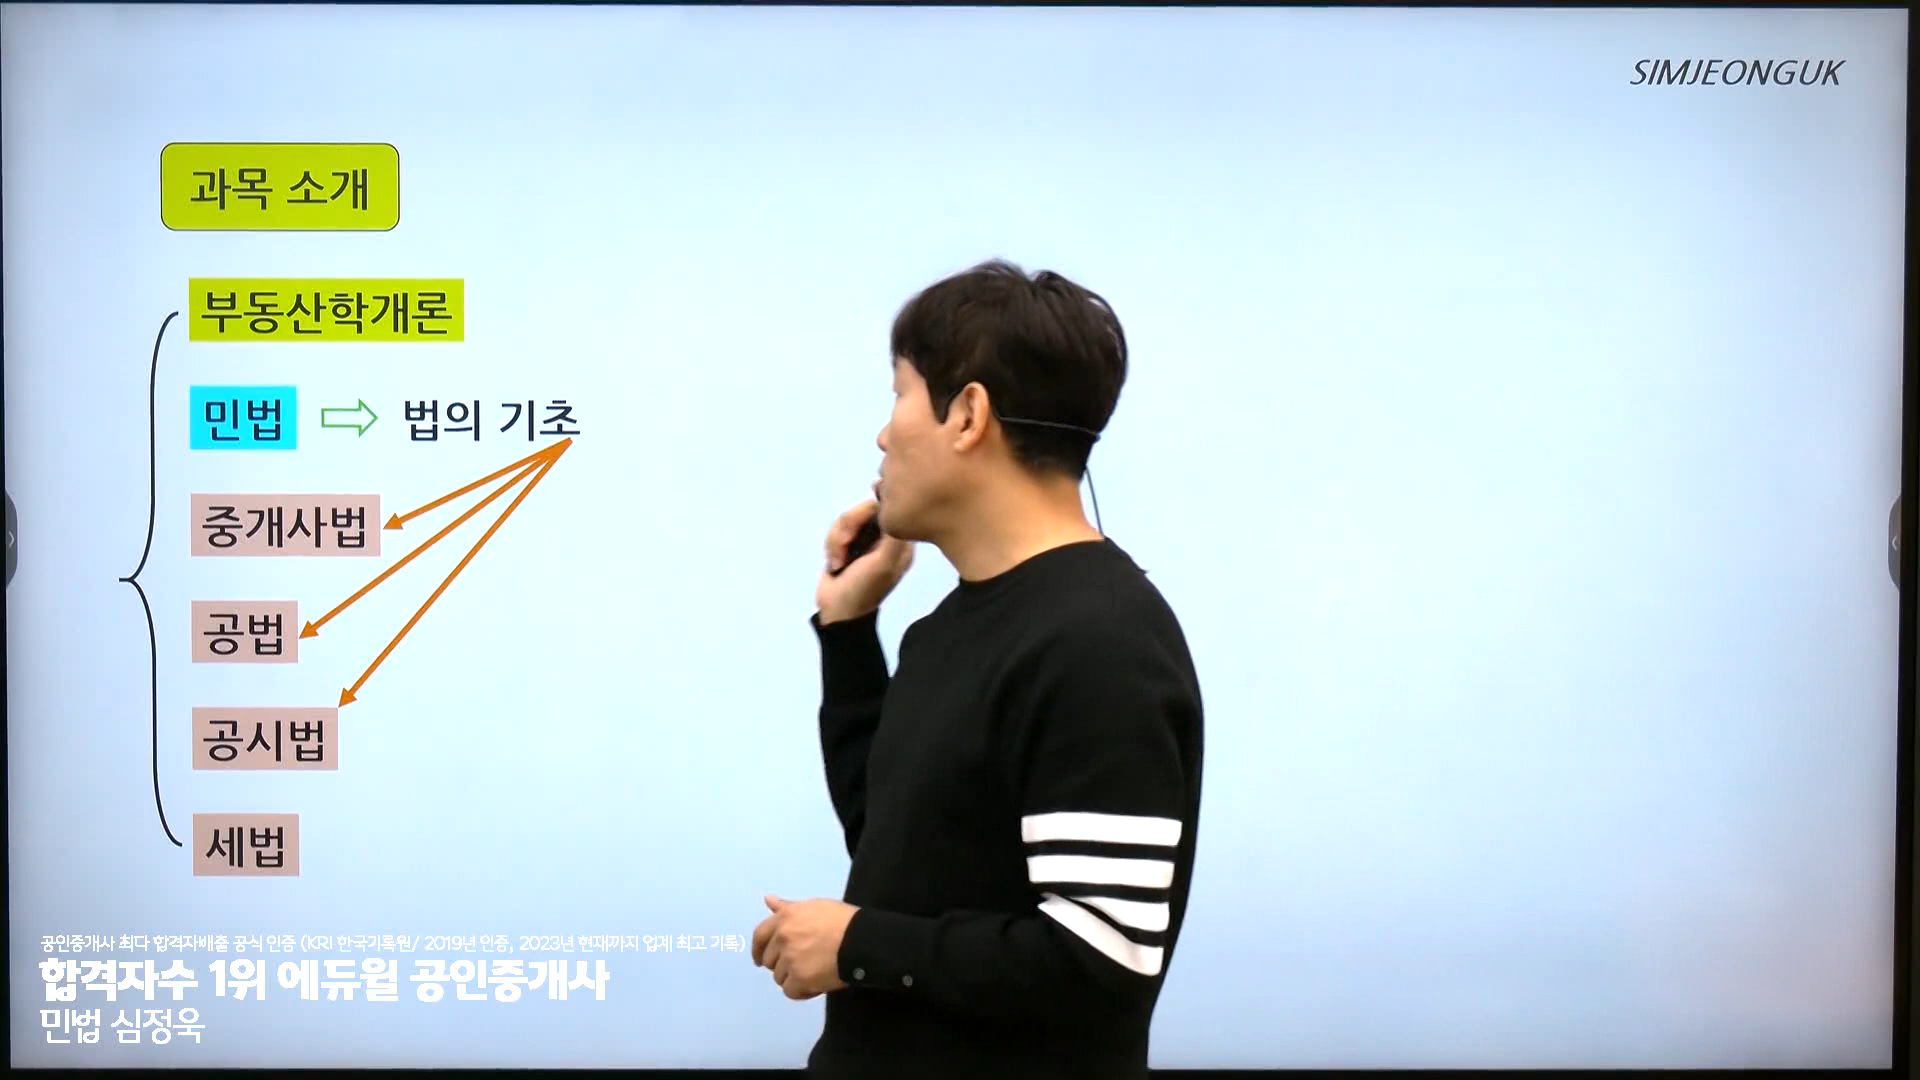 SIMJEONGUK
과목 소개
부동산학개론
민법 ⇨ 법의 기초
중개사법
공법
공시법
세법
공인중개사 최다 합격자배출 공식 인증 (KRI 한국기록원/ 2019년 인증, 2023년 현재까지 업계 최고 기록)
합격자수 1위 에듀윌 공인중개사
민법 심정욱